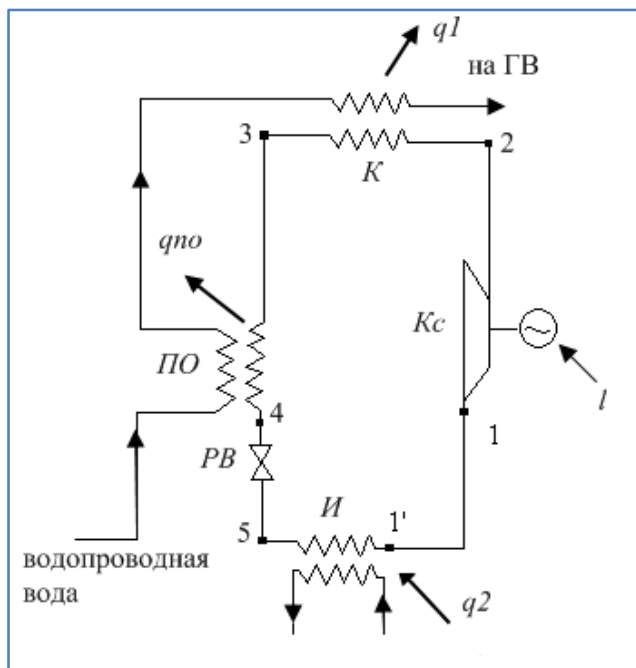 q1
на ГВ
3
2
К
qпо
Кс
ПО
l
4
1
РВ
И
1'
5
водопроводная
вода
q2